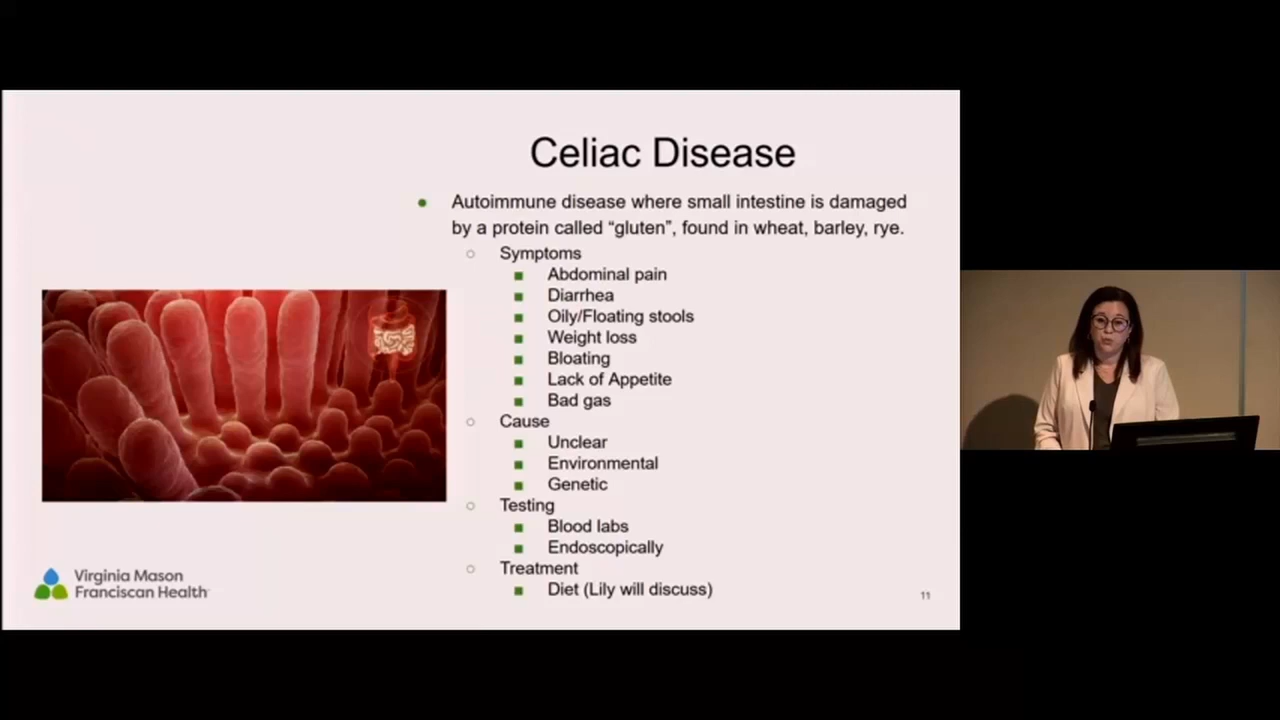 Celiac Disease
Autoimmune disease where small intestine is damaged
by a protein called “gluten”, found in wheat, barley, rye.
Symptoms
Abdominal pain
Diarrhea
Oily/Floating stools
Weight loss
Bloating
Lack of Appetite
Bad gas
Cause
Unclear
Environmental
Genetic
Testing
Blood labs
Endoscopically
Treatment
Diet (Lily will discuss)
Virginia Mason
Franciscan Health
11